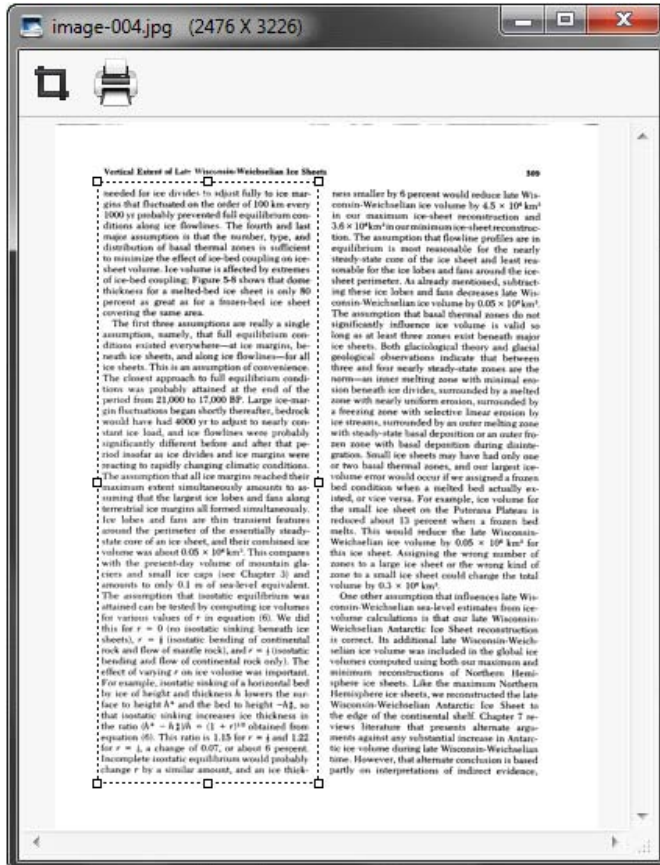 image-004.jpg (2476 X 3226)
Vertical Extent of Late Wisconsin-Weichselian Ice Sheets 309
needed for ice divides to adjust fully to ice mar-
gins that fluctuated on the order of 100 km every
1000 yr probably prevented full equilibrium con-
ditions along ice flowlines. The fourth and last
major assumption is that the number, type, and
distribution of basal thermal zones is sufficient
to minimize the effect of ice-bed coupling on ice-
sheet volume. Ice volume is affected by extremes
of ice-bed coupling; Figure 5-8 shows that dome
thickness for a melted-bed ice sheet is only 80
percent as great as for a frozen-bed ice sheet
covering the same area.
The first three assumptions are really a single
assumption, namely, that full equilibrium con-
ditions existed everywhere—at ice margins, be-
neath ice sheets, and along ice flowlines—for all
ice sheets. This is an assumption of convenience.
The closest approach to full equilibrium condi-
tions was probably attained at the end of the
period from 21,000 to 17,000 BP. Large ice-mar-
gin fluctuations began shortly thereafter, bedrock
would have had 4000 yr to adjust to nearly con-
stant ice load, and ice flowlines were probably
significantly different before and after that pe-
riod insofar as ice divides and ice margins were
reacting to rapidly changing climatic conditions.
The assumption that all ice margins reached their
maximum extent simultaneously amounts to as-
suming that the largest ice lobes and fans along
terrestrial ice margins all formed simultaneously.
Ice lobes and fans are thin transient features
around the perimeter of the essentially steady-
state core of an ice sheet, and their combined ice
volume was about 0.05 × 10⁶ km³. This compares
with the present-day volume of mountain gla-
ciers and small ice caps (see Chapter 3) and
amounts to only 0.1 m of sea-level equivalent.
The assumption that isostatic equilibrium was
attained can be tested by computing ice volumes
for various values of r in equation (6). We did
this for r = 0 (no isostatic sinking beneath ice
sheets), r = (isostatic bending of continental
rock and flow of mantle rock), and r = (isostatic
bending and flow of continental rock only). The
effect of varying r on ice volume was important.
For example, isostatic sinking of a horizontal bed
by ice of height and thickness h lowers the sur-
face to height h* and the bed to height so
that isostatic sinking increases ice thickness in
the ratio = (1 + r)¹ᐟ² obtained from
equation (6). This ratio is 1.15 for r = and 1.22
for r = a change of 0.07, or about 6 percent.
Incomplete isostatic equilibrium would probably
change r by a similar amount, and an ice thick-
ness smaller by 6 percent would reduce late Wis-
consin-Weichselian ice volume by 4.5 × 10⁶ km³
in our maximum ice-sheet reconstruction and
3.6 × 10⁶ km³ in our minimum ice-sheet reconstruc-
tion. The assumption that flowline profiles are in
equilibrium is most reasonable for the nearly
steady-state core of the ice sheet and least rea-
sonable for the ice lobes and fans around the ice-
sheet perimeter. As already mentioned, subtract-
ing these ice lobes and fans decreases late Wis-
consin-Weichselian ice volume by 0.05 × 10⁶ km³.
The assumption that basal thermal zones do not
significantly influence ice volume is valid so
long as at least three zones exist beneath major
ice sheets. Both glaciological theory and glacial
geological observations indicate that between
three and four nearly steady-state zones are the
norm—an inner melting zone with minimal ero-
sion beneath ice divides, surrounded by a melted
zone with nearly uniform erosion, surrounded by
a freezing zone with selective linear erosion by
ice streams, surrounded by an outer melting zone
with steady-state basal deposition or an outer fro-
zen zone with basal deposition during disinte-
gration. Small ice sheets may have had only one
or two basal thermal zones, and our largest ice-
volume error would occur if we assigned a frozen
bed condition when a melted bed actually ex-
isted, or vice versa. For example, ice volume for
the small ice sheet on the Putorana Plateau is
reduced about 13 percent when a frozen bed
melts. This would reduce the late Wisconsin-
Weichselian ice volume by 0.05 × 10⁶ km³ for
this ice sheet. Assigning the wrong number of
zones to a large ice sheet or the wrong kind of
zone to a small ice sheet could change the total
volume by 0.3 × 10⁶ km³.
One other assumption that influences late Wis-
consin-Weichselian sea-level estimates from ice-
volume calculations is that our late Wisconsin-
Weichselian Antarctic Ice Sheet reconstruction
is correct. Its additional late Wisconsin-Weich-
selian ice volume was included in the global ice
volumes computed using both our maximum and
minimum reconstructions of Northern Hemi-
sphere ice sheets. Like the maximum Northern
Hemisphere ice sheets, we reconstructed the late
Wisconsin-Weichselian Antarctic Ice Sheet to
the edge of the continental shelf. Chapter 7 re-
views literature that presents alternate argu-
ments against any substantial increase in Antarc-
tic ice volume during late Wisconsin-Weichselian
time. However, that alternate conclusion is based
partly on interpretations of indirect evidence,